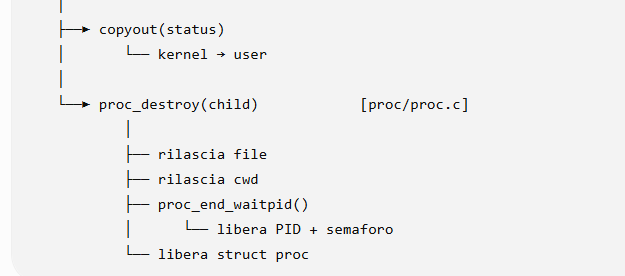 copyout(status)
kernel → user
proc_destroy(child) [proc/proc.c]
rilascia file
rilascia cwd
proc_end_waitpid()
libera PID + semaforo
libera struct proc